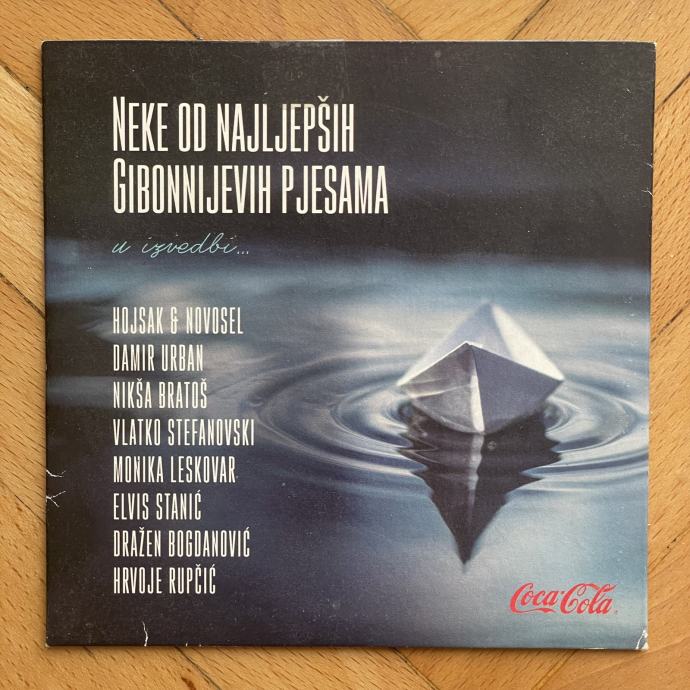 NEKE OD NAJLJEPŠIH
GIBONNIJEVIH PJESAMA
u izvedbi...
HOJSAK & NOVOSEL
DAMIR URBAN
NIKŠA BRATOŠ
VLATKO STEFANOVSKI
MONIKA LESKOVAR
ELVIS STANIĆ
DRAŽEN BOGDANOVIĆ
HRVOJE RUPČIĆ
Coca-Cola